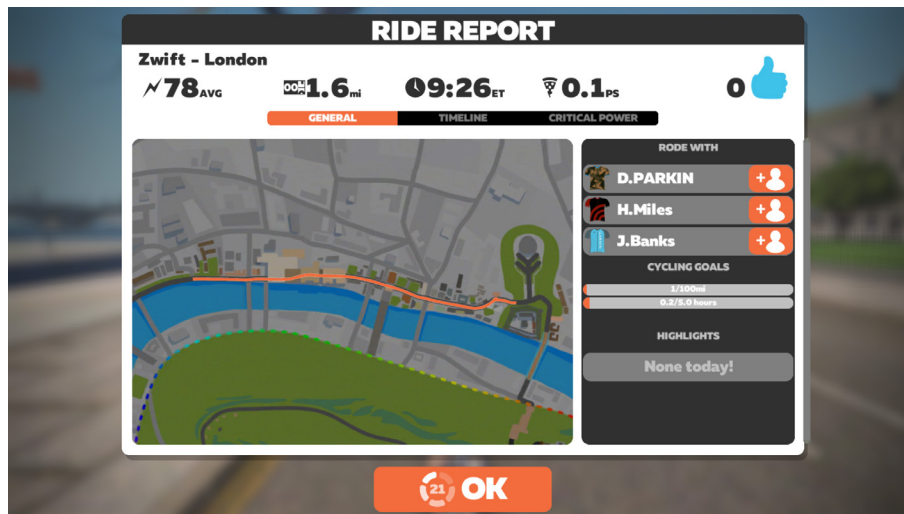 RIDE REPORT
Zwift - London
78AVG 1.6mi 9:26ET 0.1PS 0
GENERAL TIMELINE CRITICAL POWER
RODE WITH
D.PARKIN
H.Miles
J.Banks
CYCLING GOALS
1/100mi
0.2/5.0 hours
HIGHLIGHTS
None today!
21 OK